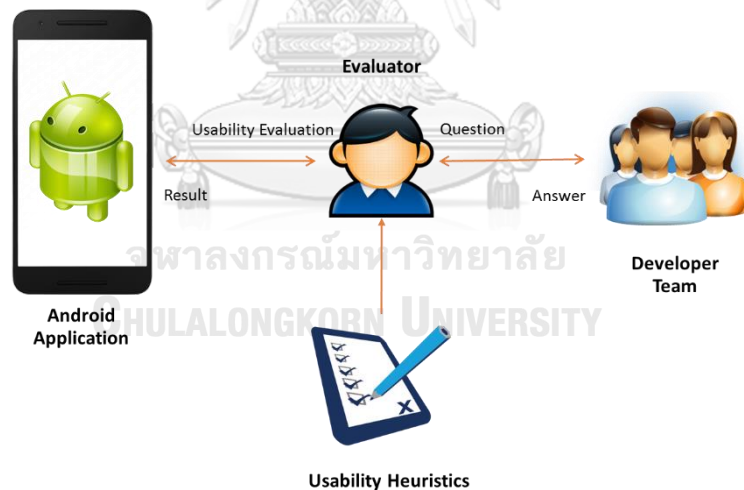 Evaluator
Usability Evaluation
Question
Result
Answer
จุฬาลงกรณ์มหาวิทยาลัย
CHULALONGKORN UNIVERSITY
Developer
Team
Android
Application
Usability Heuristics